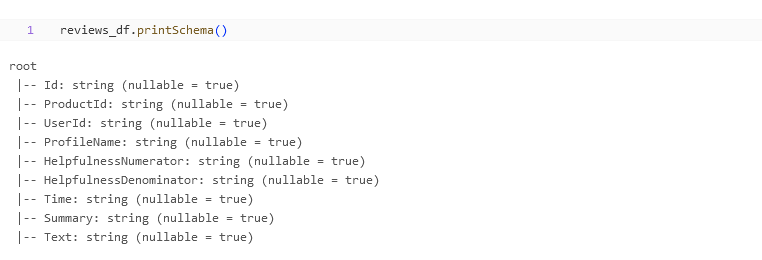 1 reviews_df.printSchema()
root
|-- Id: string (nullable = true)
|-- ProductId: string (nullable = true)
|-- UserId: string (nullable = true)
|-- ProfileName: string (nullable = true)
|-- HelpfulnessNumerator: string (nullable = true)
|-- HelpfulnessDenominator: string (nullable = true)
|-- Time: string (nullable = true)
|-- Summary: string (nullable = true)
|-- Text: string (nullable = true)